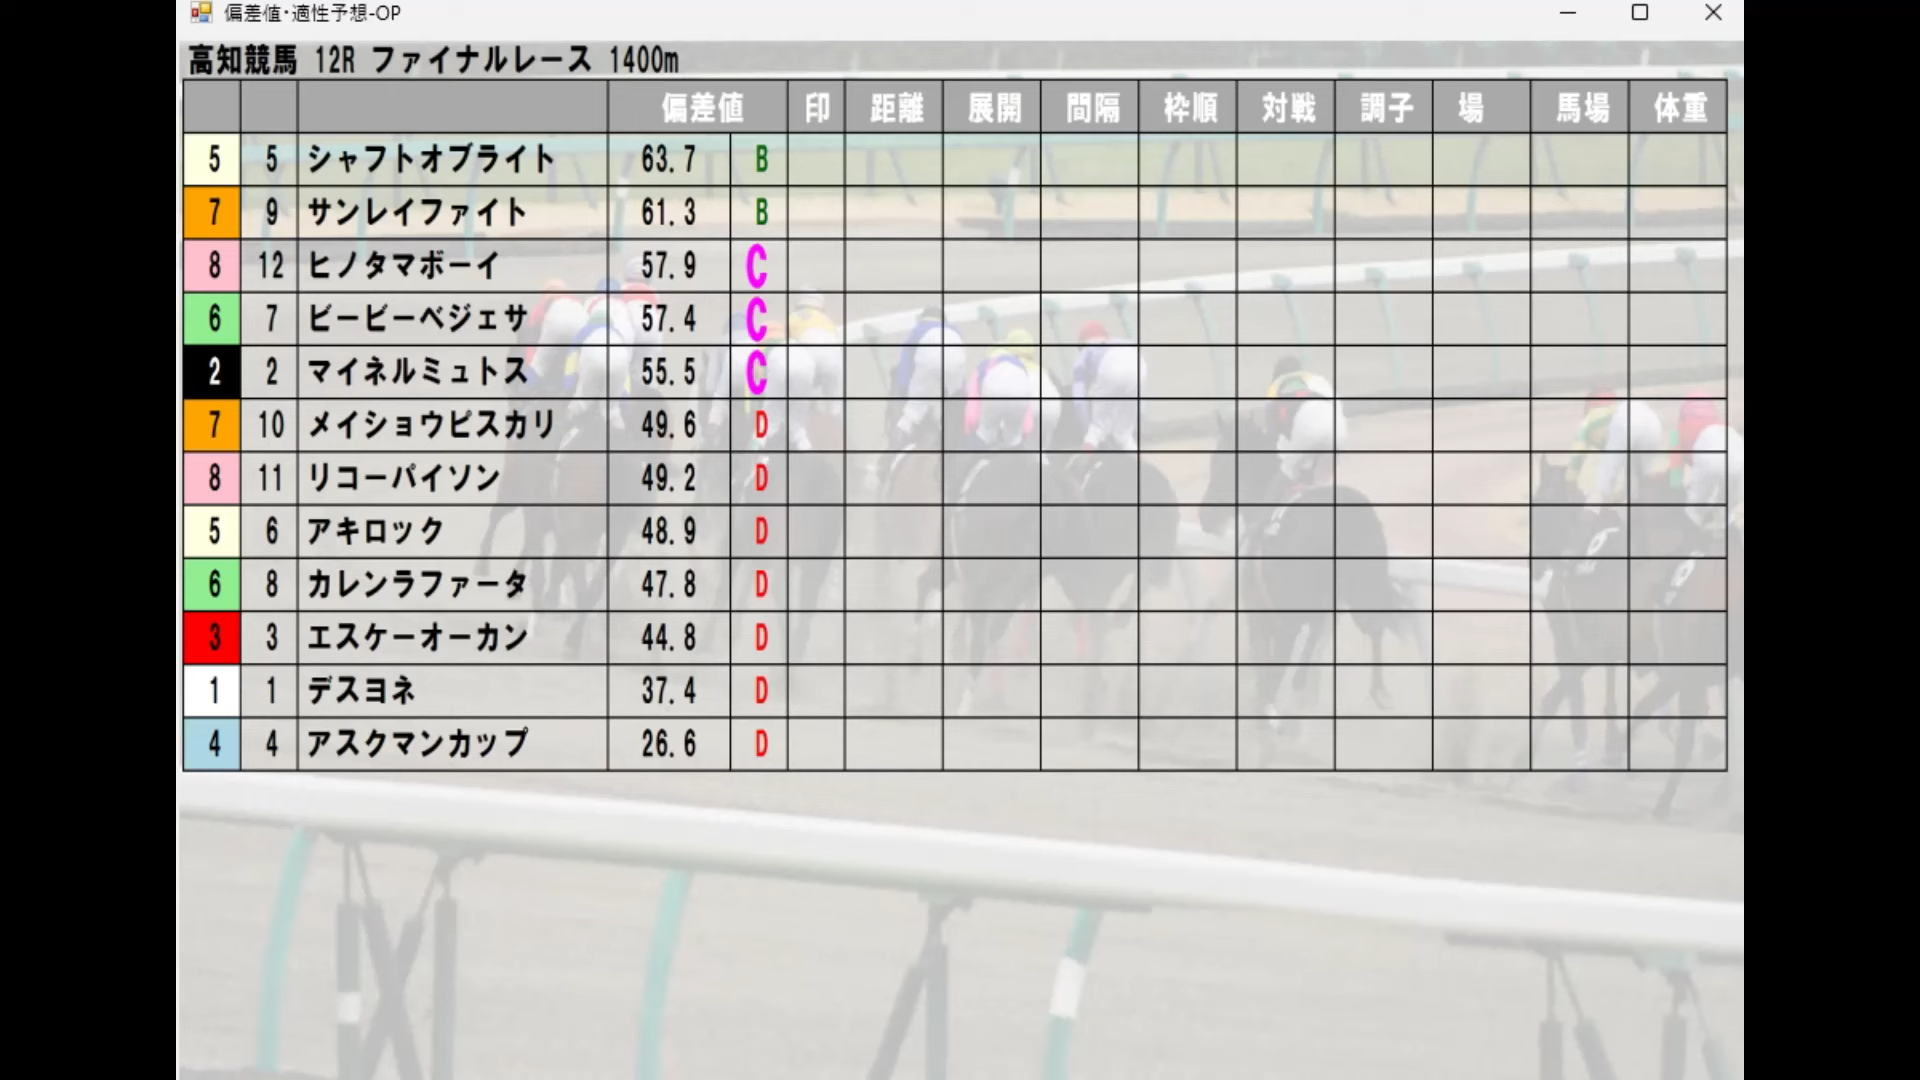 偏差値・適性予想-OP
高知競馬 12R ファイナルレース 1400m
偏差値 印 距離 展開 間隔 枠順 対戦 調子 場 馬場 体重
5 5 シャフトオブライト 63.7 B
7 9 サンレイファイト 61.3 B
8 12 ヒノタマボーイ 57.9 C
6 7 ビービーベジェサ 57.4 C
2 2 マイネルミュトス 55.5 C
7 10 メイショウピスカリ 49.6 D
8 11 リコーパイソン 49.2 D
5 6 アキロック 48.9 D
6 8 カレンラファータ 47.8 D
3 3 エスケーオーカン 44.8 D
1 1 デスヨネ 37.4 D
4 4 アスクマンカップ 26.6 D